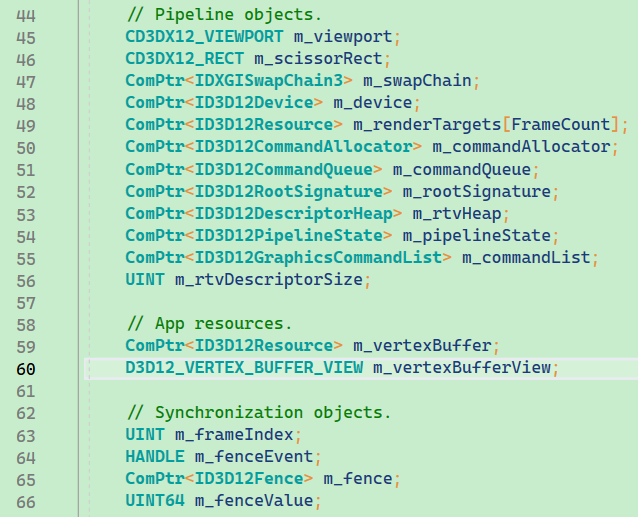 44 // Pipeline objects.
45 CD3DX12_VIEWPORT m_viewport;
46 CD3DX12_RECT m_scissorRect;
47 ComPtr<IDXGISwapChain3> m_swapChain;
48 ComPtr<ID3D12Device> m_device;
49 ComPtr<ID3D12Resource> m_renderTargets[FrameCount];
50 ComPtr<ID3D12CommandAllocator> m_commandAllocator;
51 ComPtr<ID3D12CommandQueue> m_commandQueue;
52 ComPtr<ID3D12RootSignature> m_rootSignature;
53 ComPtr<ID3D12DescriptorHeap> m_rtvHeap;
54 ComPtr<ID3D12PipelineState> m_pipelineState;
55 ComPtr<ID3D12GraphicsCommandList> m_commandList;
56 UINT m_rtvDescriptorSize;
57
58 // App resources.
59 ComPtr<ID3D12Resource> m_vertexBuffer;
60 D3D12_VERTEX_BUFFER_VIEW m_vertexBufferView;
61
62 // Synchronization objects.
63 UINT m_frameIndex;
64 HANDLE m_fenceEvent;
65 ComPtr<ID3D12Fence> m_fence;
66 UINT64 m_fenceValue;